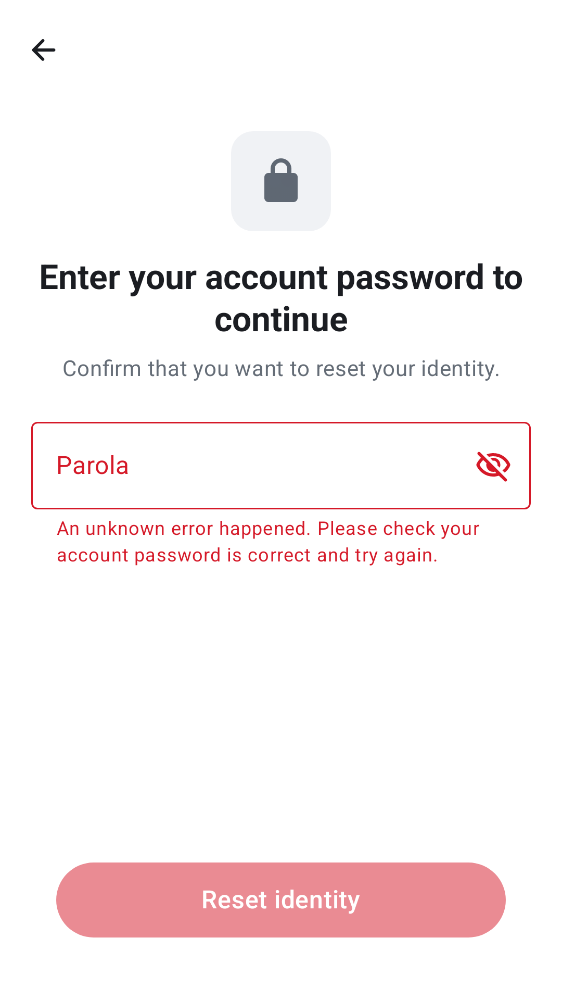 Enter your account password to
continue
Confirm that you want to reset your identity.
Parola
An unknown error happened. Please check your
account password is correct and try again.
Reset identity